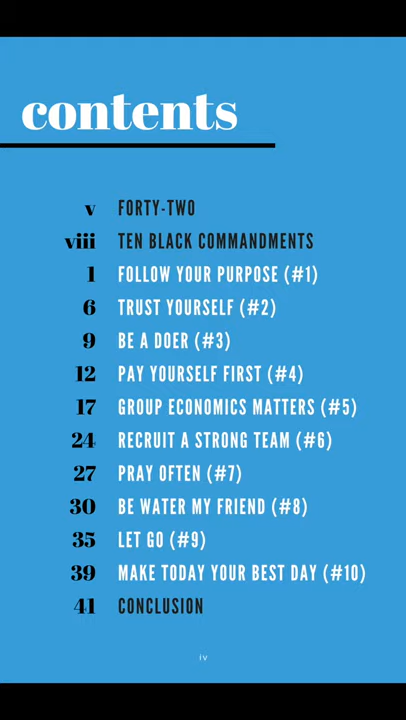 contents
v FORTY-TWO
viii TEN BLACK COMMANDMENTS
1 FOLLOW YOUR PURPOSE (#1)
6 TRUST YOURSELF (#2)
9 BE A DOER (#3)
12 PAY YOURSELF FIRST (#4)
17 GROUP ECONOMICS MATTERS (#5)
24 RECRUIT A STRONG TEAM (#6)
27 PRAY OFTEN (#7)
30 BE WATER MY FRIEND (#8)
35 LET GO (#9)
39 MAKE TODAY YOUR BEST DAY (#10)
41 CONCLUSION
iv